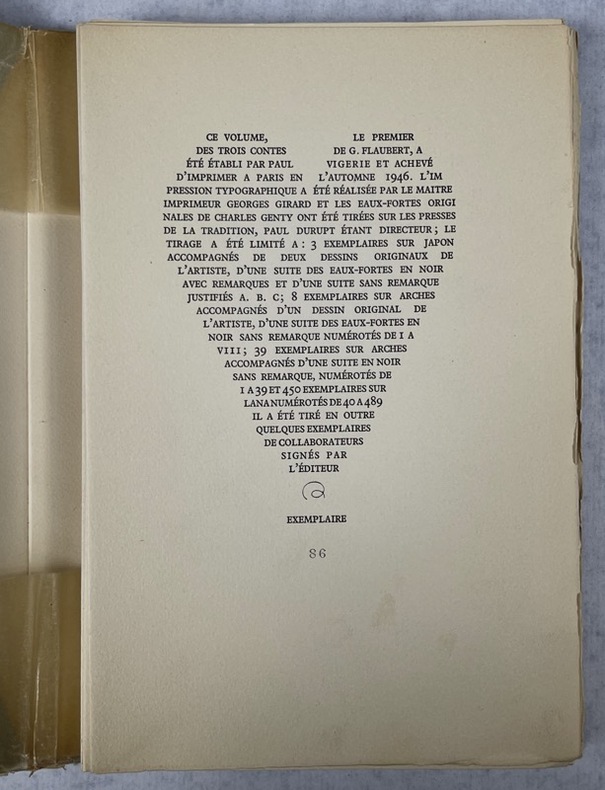 CE VOLUME, LE PREMIER
DES TROIS CONTES DE G. FLAUBERT, A
ÉTÉ ÉTABLI PAR PAUL VIGERIE ET ACHEVÉ
D'IMPRIMER A PARIS EN L'AUTOMNE 1946. L'IM
PRESSION TYPOGRAPHIQUE A ÉTÉ RÉALISÉE PAR LE MAITRE
IMPRIMEUR GEORGES GIRARD ET LES EAUX-FORTES ORIGI
NALES DE CHARLES GENTY ONT ÉTÉ TIRÉES SUR LES PRESSES
DE LA TRADITION, PAUL DURUPT ÉTANT DIRECTEUR ; LE
TIRAGE A ÉTÉ LIMITÉ A : 3 EXEMPLAIRES SUR JAPON
ACCOMPAGNÉS DE DEUX DESSINS ORIGINAUX DE
L'ARTISTE, D'UNE SUITE DES EAUX-FORTES EN NOIR
AVEC REMARQUES ET D'UNE SUITE SANS REMARQUE
JUSTIFIÉS A. B. C; 8 EXEMPLAIRES SUR ARCHES
ACCOMPAGNÉS D'UN DESSIN ORIGINAL DE
L'ARTISTE, D'UNE SUITE DES EAUX-FORTES EN
NOIR SANS REMARQUE NUMÉROTÉS DE I A
VIII; 39 EXEMPLAIRES SUR ARCHES
ACCOMPAGNÉS D'UNE SUITE EN NOIR
SANS REMARQUE, NUMÉROTÉS DE
1 A 39 ET 450 EXEMPLAIRES SUR
LANA NUMÉROTÉS DE 40 A 489
IL A ÉTÉ TIRÉ EN OUTRE
QUELQUES EXEMPLAIRES
DE COLLABORATEURS
SIGNÉS PAR
L'ÉDITEUR
EXEMPLAIRE
86